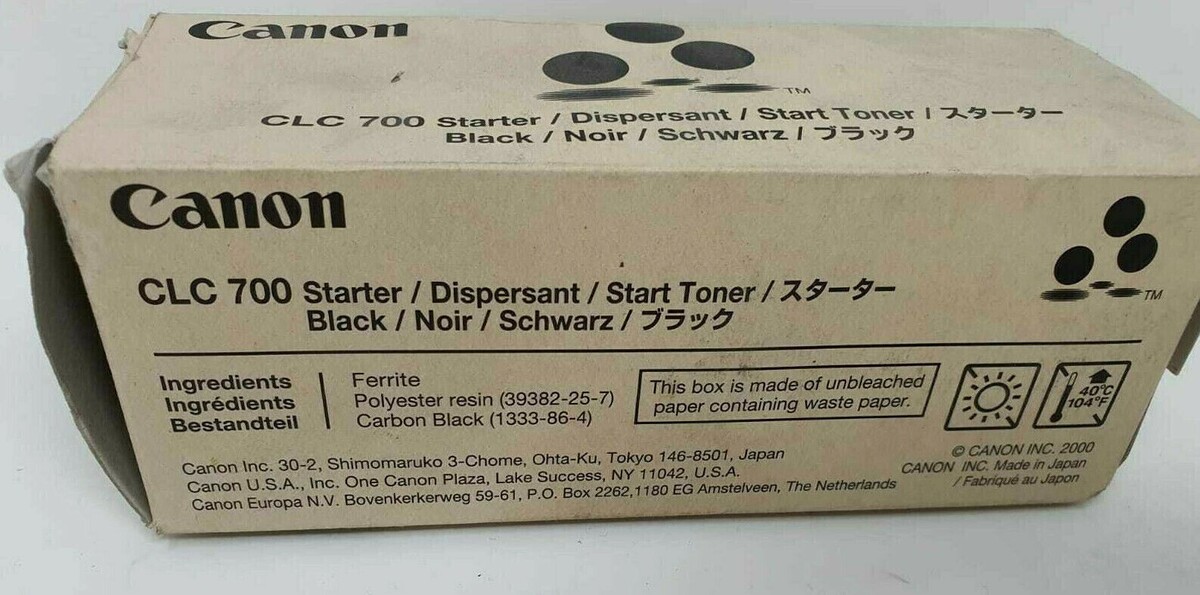 Canon
TM
CLC 700 Starter / Dispersant / Start Toner / スターター
Black / Noir / Schwarz / ブラック
Canon
CLC 700 Starter / Dispersant / Start Toner / スターター
Black / Noir / Schwarz / ブラック
TM
Ingredients
Ingrédients
Bestandteil
Ferrite
Polyester resin (39382-25-7)
Carbon Black (1333-86-4)
This box is made of unbleached
paper containing waste paper.
40°C
104°F
Canon Inc. 30-2, Shimomaruko 3-Chome, Ohta-Ku, Tokyo 146-8501, Japan
Canon U.S.A., Inc. One Canon Plaza, Lake Success, NY 11042, U.S.A.
Canon Europa N.V. Bovenkerkerweg 59-61, P.O. Box 2262,1180 EG Amstelveen, The Netherlands
© CANON INC. 2000
CANON INC. Made in Japan
/ Fabriqué au Japon